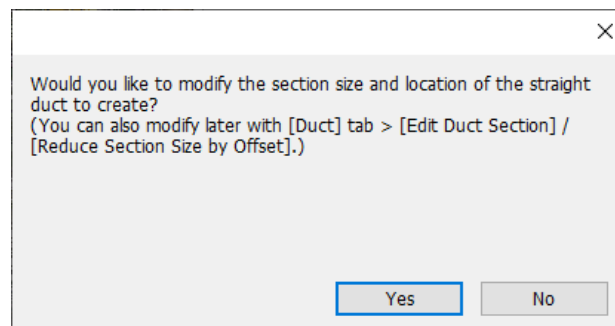 Would you like to modify the section size and location of the straight
duct to create?
(You can also modify later with [Duct] tab > [Edit Duct Section] /
[Reduce Section Size by Offset].)
Yes
No